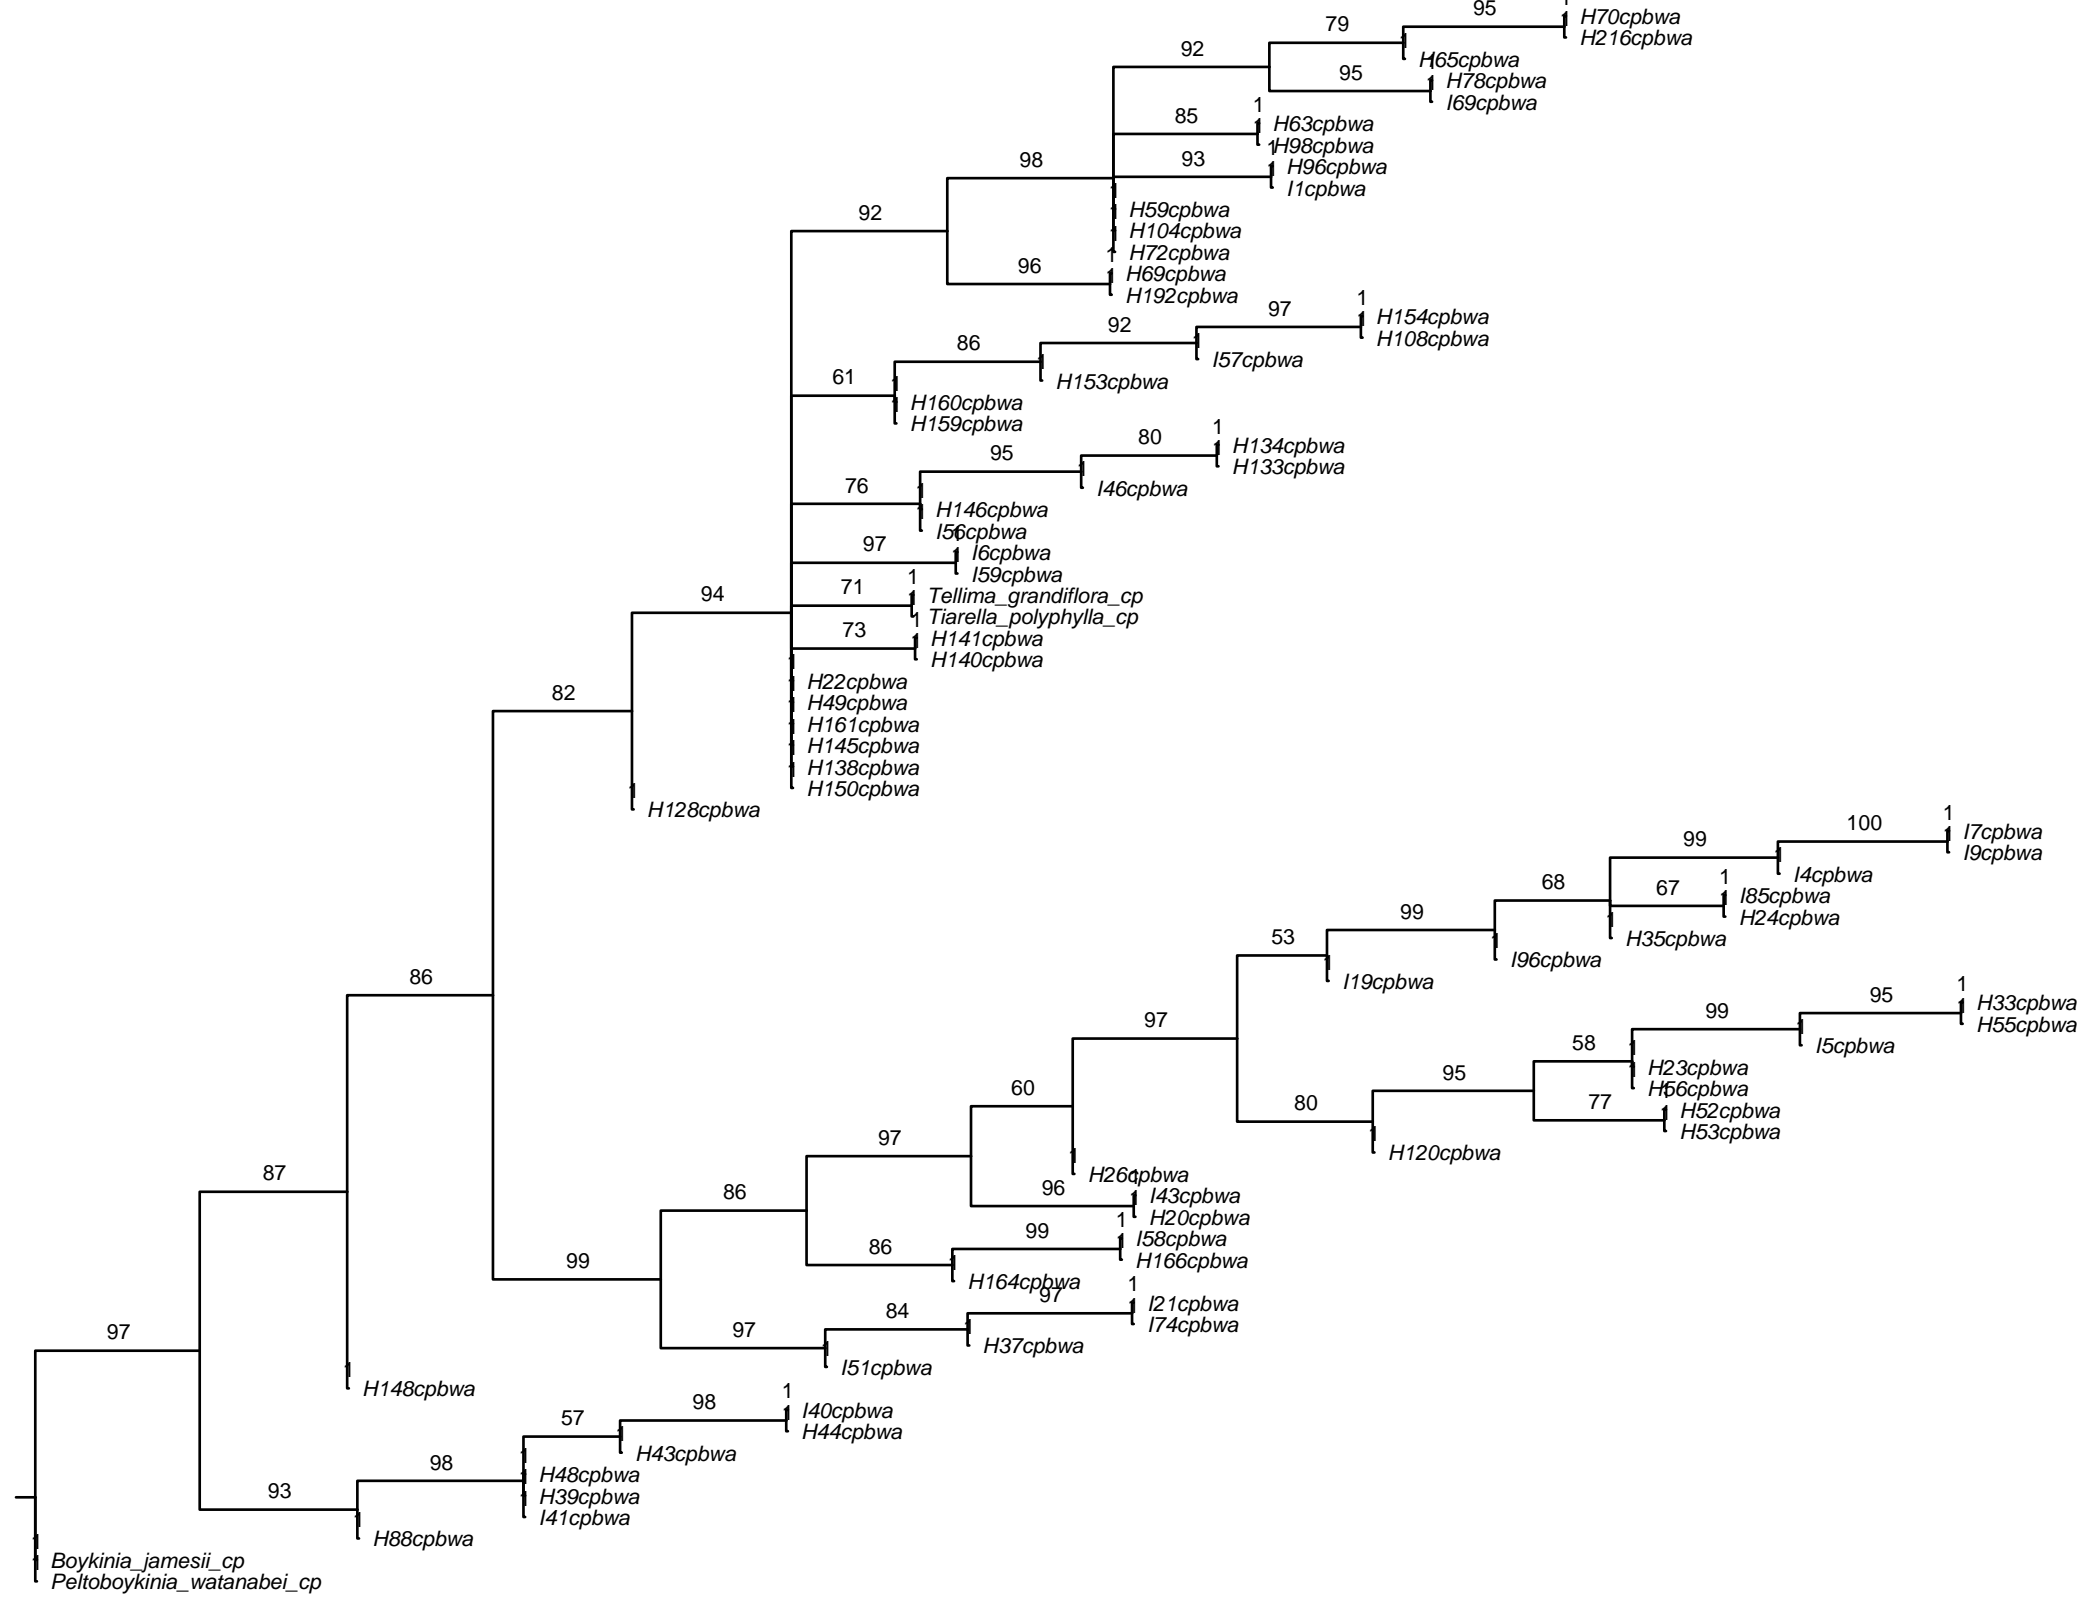 95
H70cpbwa
79
H216cpbwa
92
H65cpbwa
95
H78cpbwa
I69cpbwa
1
85
H63cpbwa
H98cpbwa
1
98
93
H96cpbwa
I1cpbwa
92
H59cpbwa
H104cpbwa
H72cpbwa
96
H69cpbwa
H192cpbwa
1
97
H154cpbwa
92
H108cpbwa
86
I57cpbwa
61
H153cpbwa
H160cpbwa
H159cpbwa
1
80
H134cpbwa
95
H133cpbwa
76
I46cpbwa
H146cpbwa
I56cpbwa
97
I6cpbwa
I59cpbwa
1
94
71
Tellima_grandiflora_cp
Tiarella_polyphylla_cp
1
73
H141cpbwa
H140cpbwa
82
H22cpbwa
H49cpbwa
H161cpbwa
H145cpbwa
H138cpbwa
H150cpbwa
H128cpbwa
1
100
I7cpbwa
99
I9cpbwa
I4cpbwa
1
68
67
I85cpbwa
99
H24cpbwa
53
H35cpbwa
I96cpbwa
86
I19cpbwa
1
95
H33cpbwa
99
H55cpbwa
97
58
I5cpbwa
95
H23cpbwa
60
H56cpbwa
80
77
H52cpbwa
97
H53cpbwa
H120cpbwa
87
H26cpbwa
86
96
I43cpbwa
H20cpbwa
1
99
I58cpbwa
99
86
H166cpbwa
H164cpbwa
1
97
I21cpbwa
84
97
97
I74cpbwa
H37cpbwa
I51cpbwa
H148cpbwa
1
98
I40cpbwa
57
H44cpbwa
H43cpbwa
98
H48cpbwa
93
H39cpbwa
I41cpbwa
H88cpbwa
Boykinia_jamesii_cp
Peltoboykinia_watanabei_cp